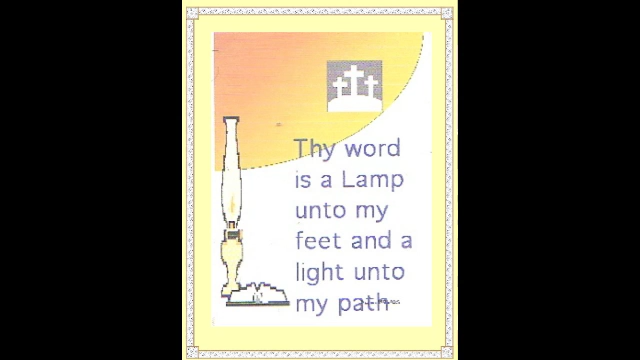 Thy word
is a Lamp
unto my
feet and a
light unto
my path